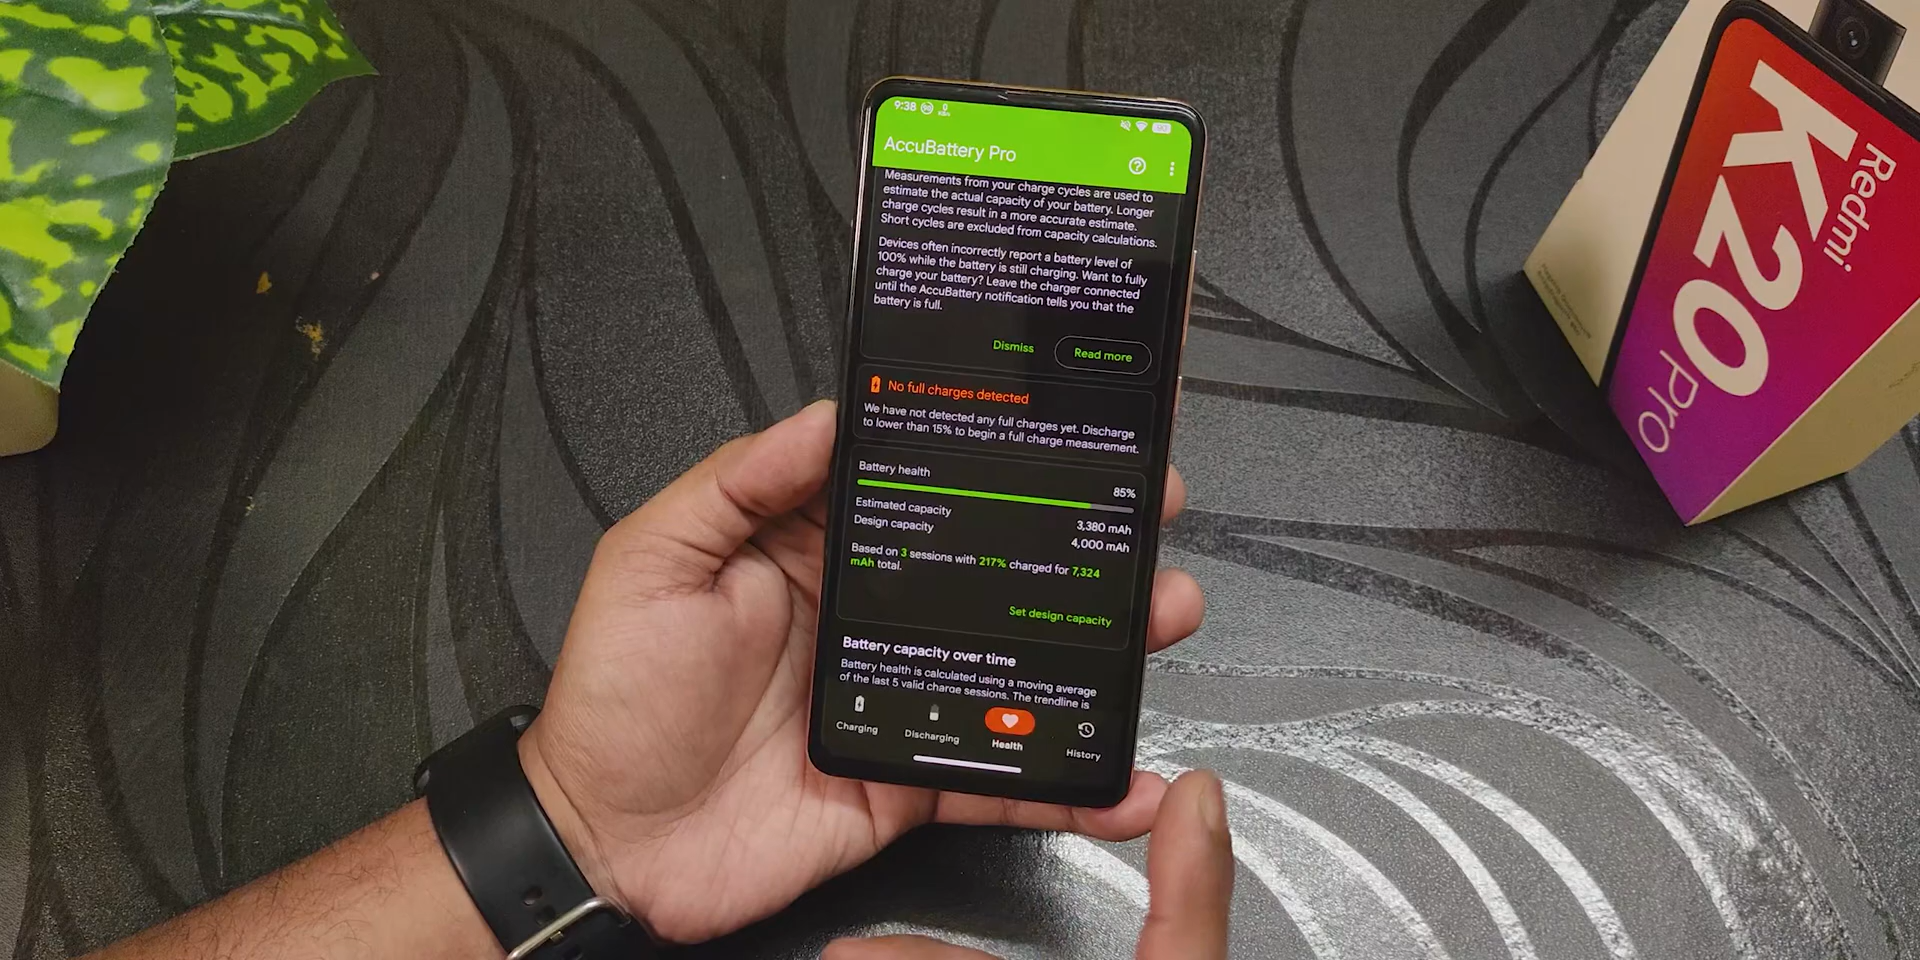 9:38
AccuBattery Pro
Measurements from your charge cycles are used to
estimate the actual capacity of your battery. Longer
charge cycles result in a more accurate estimate.
Short cycles are excluded from capacity calculations.
Devices often incorrectly report a battery level of
100% while the battery is still charging. Want to fully
charge your battery? Leave the charger connected
until the AccuBattery notification tells you that the
battery is full.
Dismiss
Read more
No full charges detected
We have not detected any full charges yet. Discharge
to lower than 15% to begin a full charge measurement.
Battery health
85%
Estimated capacity
3,380 mAh
Design capacity
4,000 mAh
Based on 3 sessions with 217% charged for 7,324
mAh total.
Set design capacity
Battery capacity over time
Battery health is calculated using a moving average
of the last 5 valid charge sessions. The trendline is
Charging
Discharging
Health
History
Redmi
K20
Pro